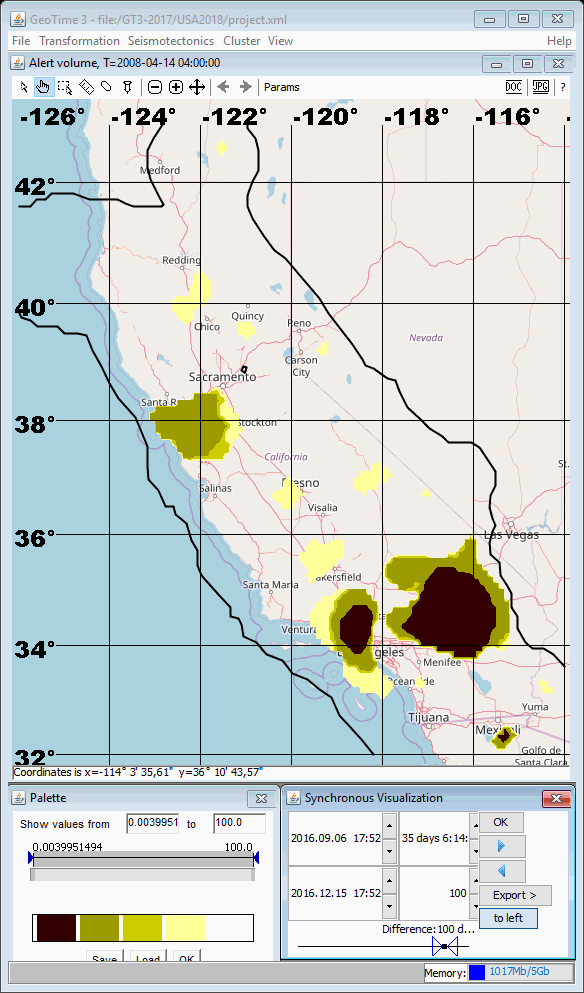 GeoTime 3 - file:/GT3-2017/USA2018/project.xml
File Transformation Seismotectonics Cluster View Help
Alert volume, T=2008-04-14 04:00:00
Params DOC JPG ?
-126° -124° -122° -120° -118° -116°
Medford
42°
Redding
40°
Quincy
Chico
Reno
Carson
City
Nevada
Sacramento
Santa R
38°
Stockton
California
St.
Salinas
Fresno
Visalia
36°
Las Vegas
akersfield
Santa Maria
Ventura
34°
geles
Menifee
Oceanside
Yuma
Tijuana
Mexicali
32°
Golfo de
Santa Clara
Coordinates is x=-114° 3' 35,61" y=36° 10' 43,57"
Palette
Show values from 0.0039951 to 100.0
0.0039951494 100.0
Save Load OK
Synchronous Visualization
2016.09.06 17:52 35 days 6:14: OK
2016.12.15 17:52 100
Export >
to left
Difference:100 d...
Memory: 1017Mb/5Gb